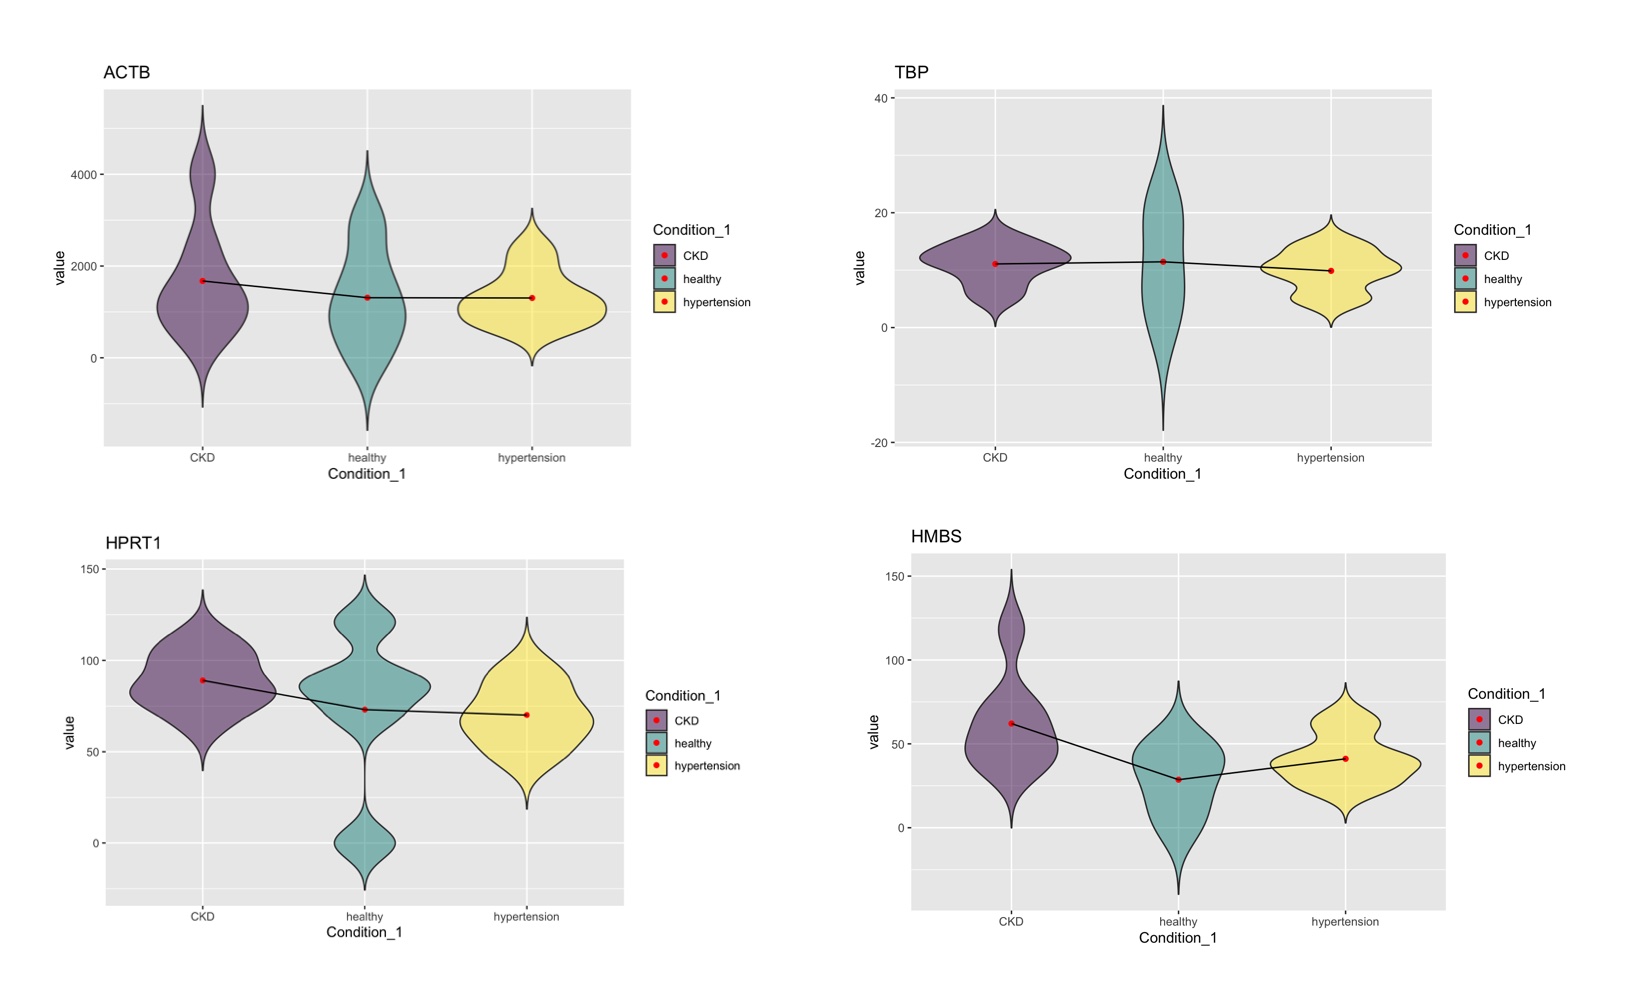 ACTB
4000
2000
0
value
CKD
healthy
hypertension
Condition_1
Condition_1
CKD
healthy
hypertension
TBP
40
20
0
-20
value
CKD
healthy
hypertension
Condition_1
Condition_1
CKD
healthy
hypertension
HPRT1
150
100
50
0
value
CKD
healthy
hypertension
Condition_1
Condition_1
CKD
healthy
hypertension
HMBS
150
100
50
0
value
CKD
healthy
hypertension
Condition_1
Condition_1
CKD
healthy
hypertension